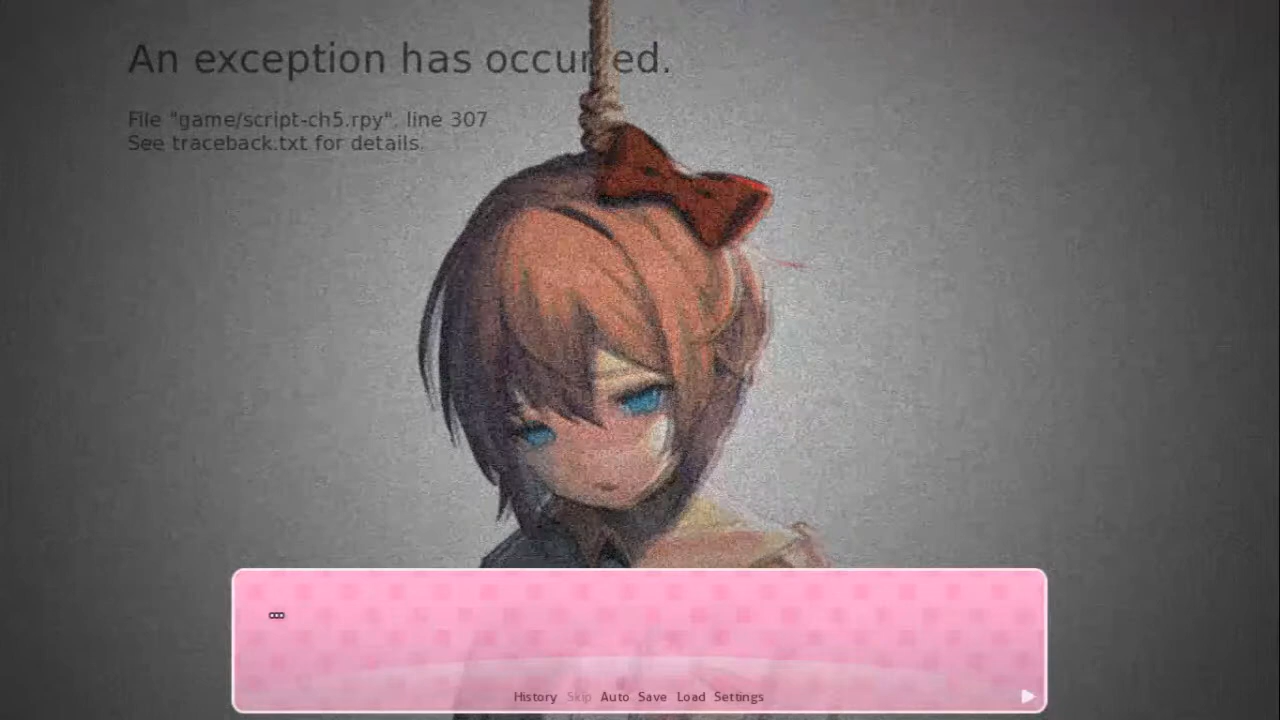 An exception has occurred.
File "game/script-ch5.rpy", line 307
See traceback.txt for details.
...
History Skip Auto Save Load Settings